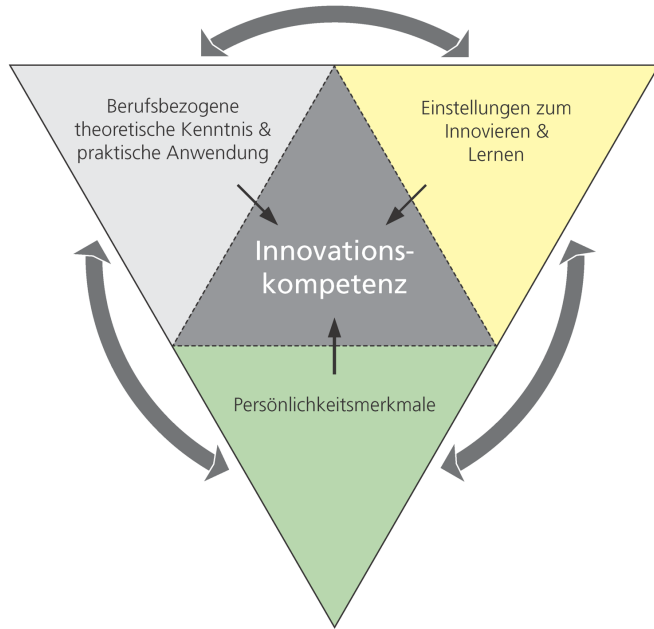 Berufsbezogene
theoretische Kenntnis &
praktische Anwendung
Einstellungen zum
Innovieren &
Lernen
Innovations-
kompetenz
Persönlichkeitsmerkmale